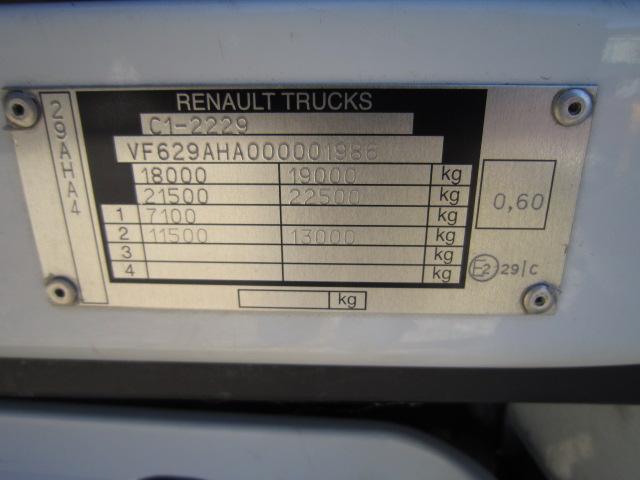 RENAULT TRUCKS
29AHA4
C1-2229
VF629AHA000001986
18000 19000 kg
21500 22500 kg
1 7100 kg
2 11500 13000 kg
3 kg
4 kg
kg
0,60
E2 29|C